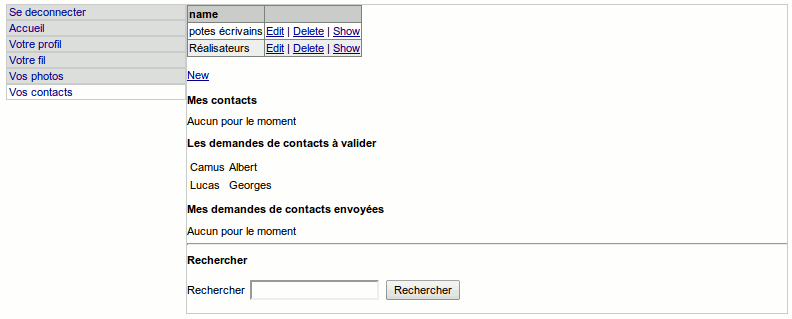 Se deconnecter
Accueil
Votre profil
Votre fil
Vos photos
Vos contacts
name
potes écrivains Edit | Delete | Show
Réalisateurs Edit | Delete | Show
New
Mes contacts
Aucun pour le moment
Les demandes de contacts à valider
Camus Albert
Lucas Georges
Mes demandes de contacts envoyées
Aucun pour le moment
Rechercher
Rechercher Rechercher